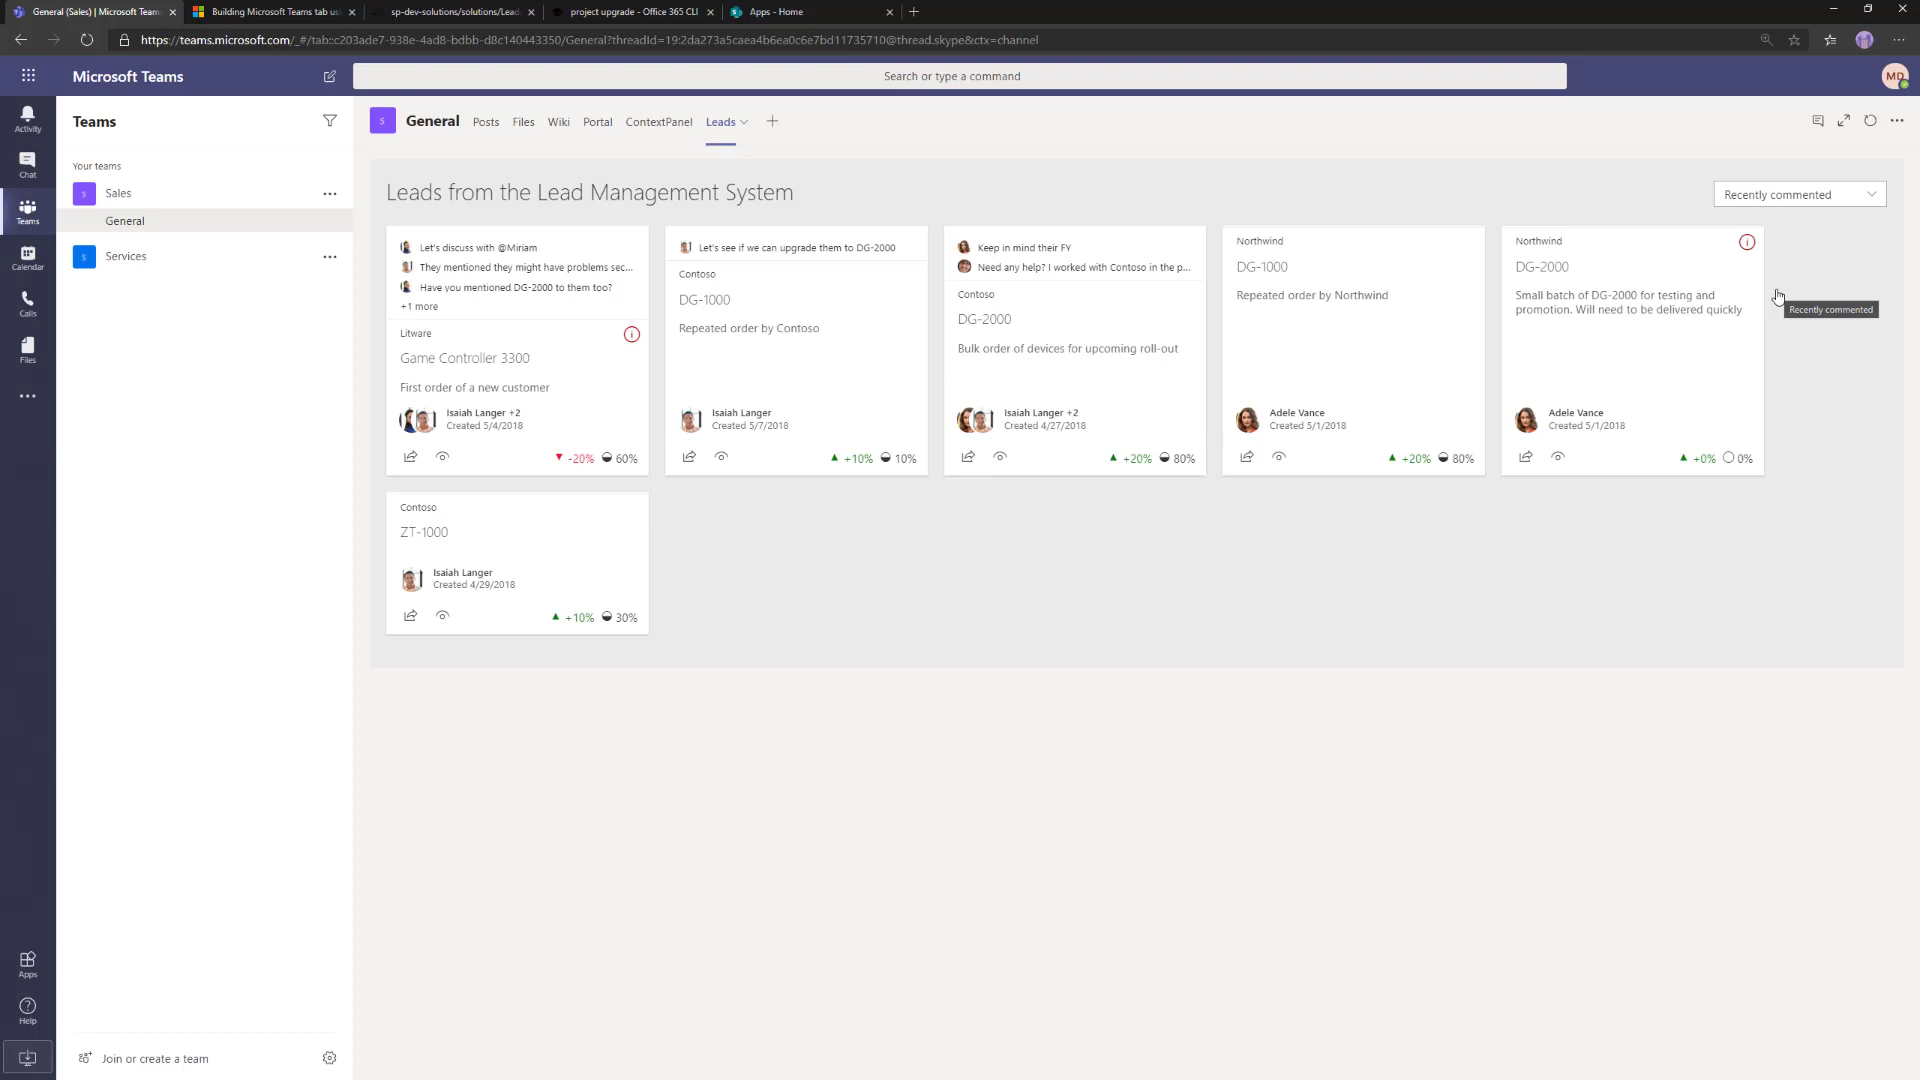 General (Sales) | Microsoft Team
Building Microsoft Teams tab us
sp-dev-solutions/solutions/Lead
project upgrade - Office 365 CLI
Apps - Home
https://teams.microsoft.com/_#/tab::c203ade7-938e-4ad8-bdbb-d8c140443350/General?threadId=19:2da273a5caea4b6ea0c6e7bd11735710@thread.skype&ctx=channel
Microsoft Teams
Search or type a command
MD
Activity
Chat
Teams
Calendar
Calls
Files
Apps
Help
Teams
Your teams
S Sales
General
S Services
Join or create a team
S General Posts Files Wiki Portal ContextPanel Leads
Leads from the Lead Management System
Recently commented
Let's discuss with @Miriam
They mentioned they might have problems sec...
Have you mentioned DG-2000 to them too?
+1 more
Litware
Game Controller 3300
First order of a new customer
Isaiah Langer +2
Created 5/4/2018
-20% 60%
Let's see if we can upgrade them to DG-2000
Contoso
DG-1000
Repeated order by Contoso
Isaiah Langer
Created 5/7/2018
+10% 10%
Keep in mind their FY
Need any help? I worked with Contoso in the p...
Contoso
DG-2000
Bulk order of devices for upcoming roll-out
Isaiah Langer +2
Created 4/27/2018
+20% 80%
Northwind
DG-1000
Repeated order by Northwind
Adele Vance
Created 5/1/2018
+20% 80%
Northwind
DG-2000
Small batch of DG-2000 for testing and
promotion. Will need to be delivered quickly
Adele Vance
Created 5/1/2018
+0% 0%
Recently commented
Contoso
ZT-1000
Isaiah Langer
Created 4/29/2018
+10% 30%